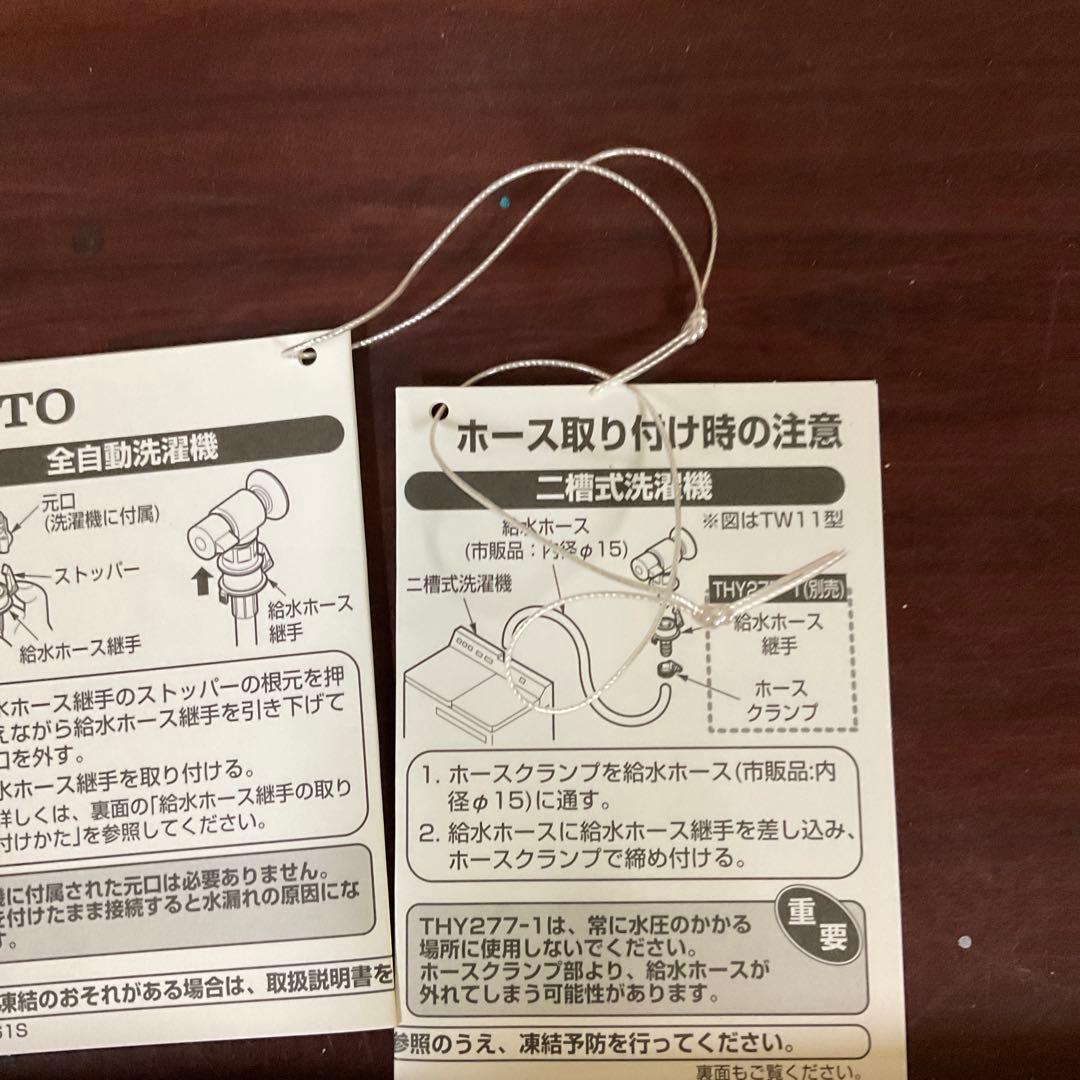 TO
全自動洗濯機
元口
(洗濯機に付属)
ストッパー
給水ホース継手
給水ホース
継手
水ホース継手のストッパーの根元を押
えながら給水ホース継手を引き下げて
口を外す。
水ホース継手を取り付ける。
詳しくは、裏面の「給水ホース継手の取り
付けかた」を参照してください。
機に付属された元口は必要ありません。
を付けたまま接続すると水漏れの原因にな
す。
凍結のおそれがある場合は、取扱説明書を
61S
ホース取り付け時の注意
二槽式洗濯機
給水ホース
(市販品：内径φ15)
※図はTW11型
二槽式洗濯機
THY277-1(別売)
給水ホース
継手
ホース
クランプ
1. ホースクランプを給水ホース(市販品:内
径φ15)に通す。
2. 給水ホースに給水ホース継手を差し込み、
ホースクランプで締め付ける。
重要
THY277-1は、常に水圧のかかる
場所に使用しないでください。
ホースクランプ部より、給水ホースが
外れてしまう可能性があります。
参照のうえ、凍結予防を行ってください。
裏面もご覧ください。